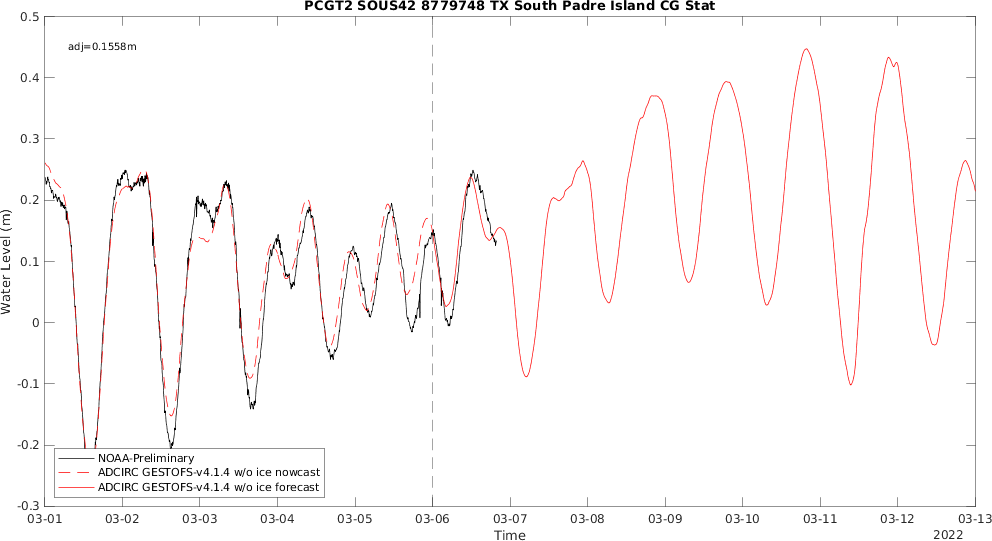 PCGT2 SOUS42 8779748 TX South Padre Island CG Stat
adj=0.1558m
Water Level (m)
0.5
0.4
0.3
0.2
0.1
0
-0.1
-0.2
-0.3
NOAA-Preliminary
ADCIRC GESTOFS-v4.1.4 w/o ice nowcast
ADCIRC GESTOFS-v4.1.4 w/o ice forecast
03-01 03-02 03-03 03-04 03-05 03-06 03-07 03-08 03-09 03-10 03-11 03-12 03-13
Time
2022